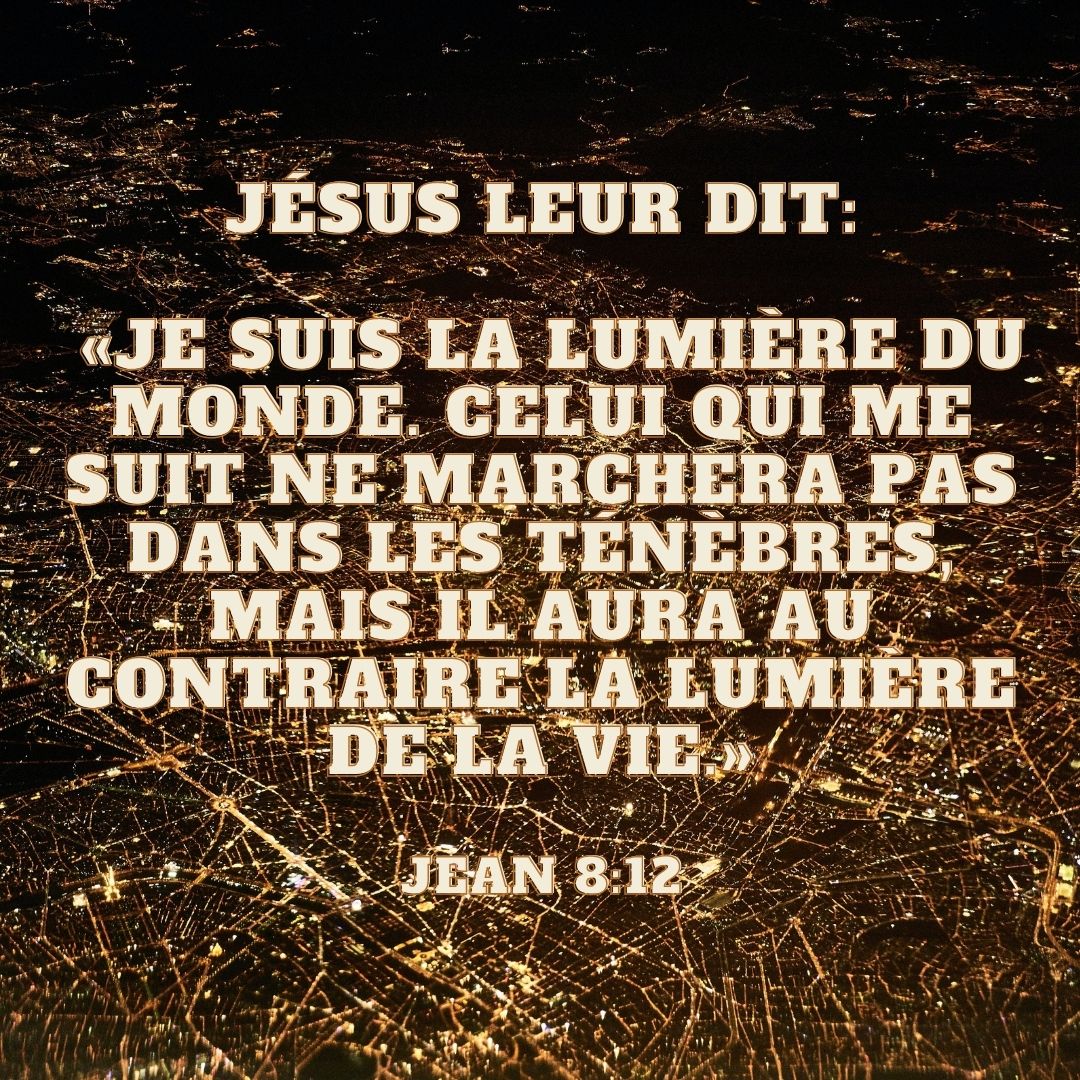 JÉSUS LEUR DIT:
«JE SUIS LA LUMIÈRE DU
MONDE. CELUI QUI ME
SUIT NE MARCHERA PAS
DANS LES TÉNÈBRES,
MAIS IL AURA AU
CONTRAIRE LA LUMIÈRE
DE LA VIE.»
JEAN 8:12